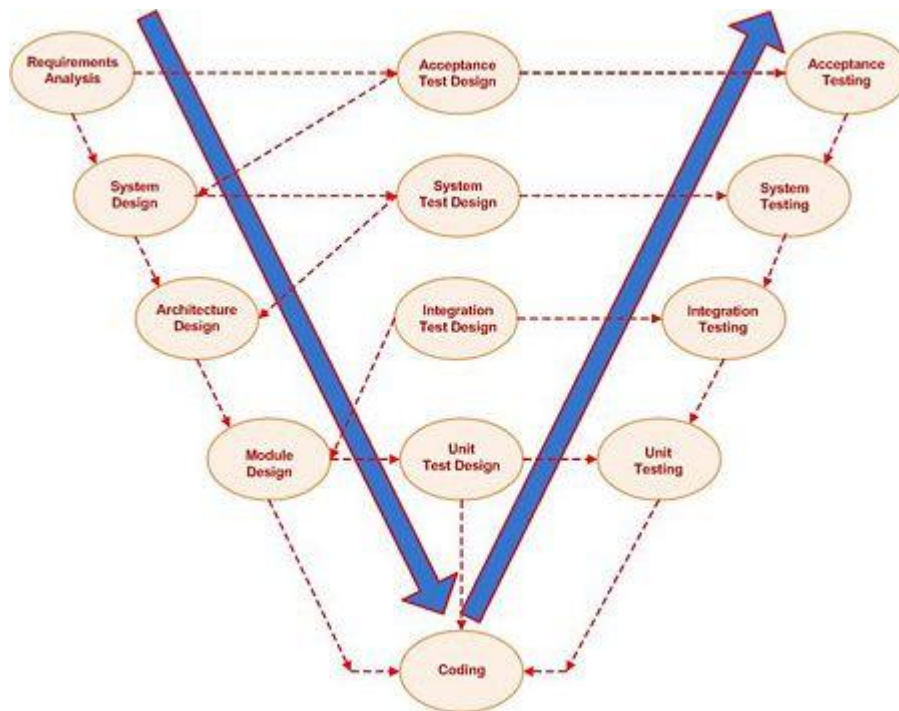 Requirements
Analysis
Acceptance
Test Design
Acceptance
Testing
System
Design
System
Test Design
System
Testing
Architecture
Design
Integration
Test Design
Integration
Testing
Module
Design
Unit
Test Design
Unit
Testing
Coding